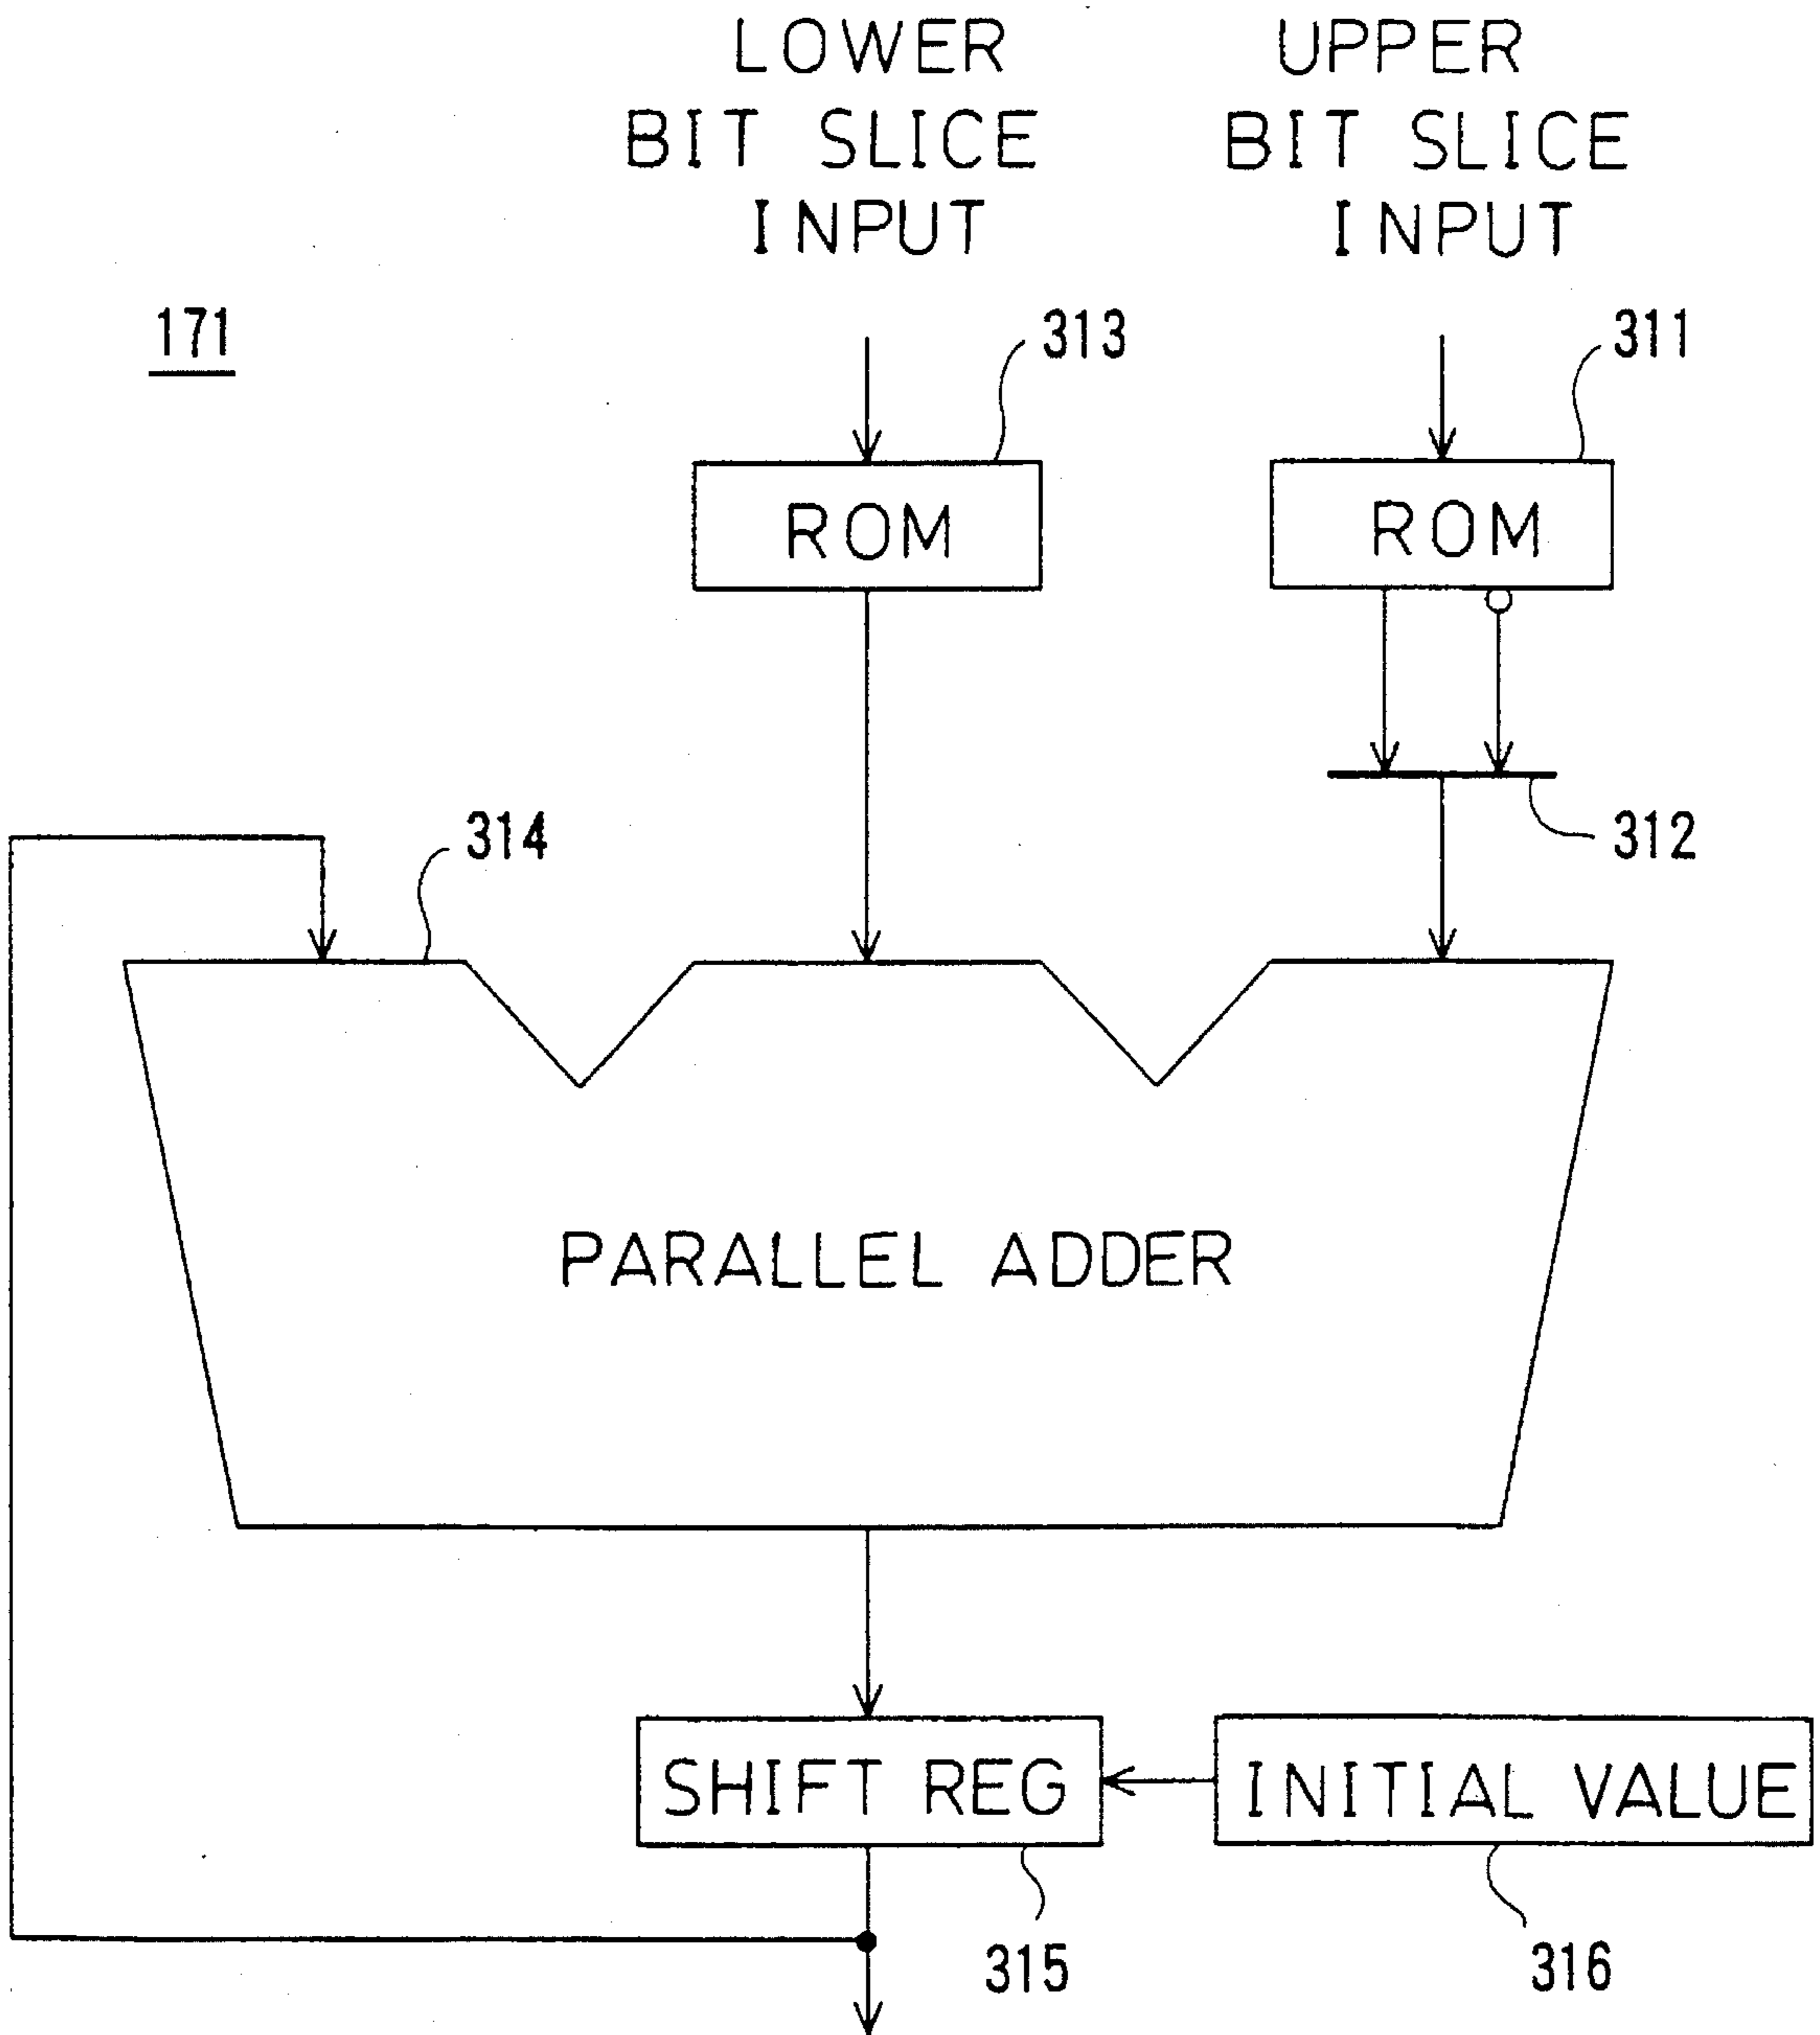 LOWER
BIT SLICE
INPUT
UPPER
BIT SLICE
INPUT
171
313
311
ROM
ROM
314
312
PARALLEL ADDER
SHIFT REG
INITIAL VALUE
315
316